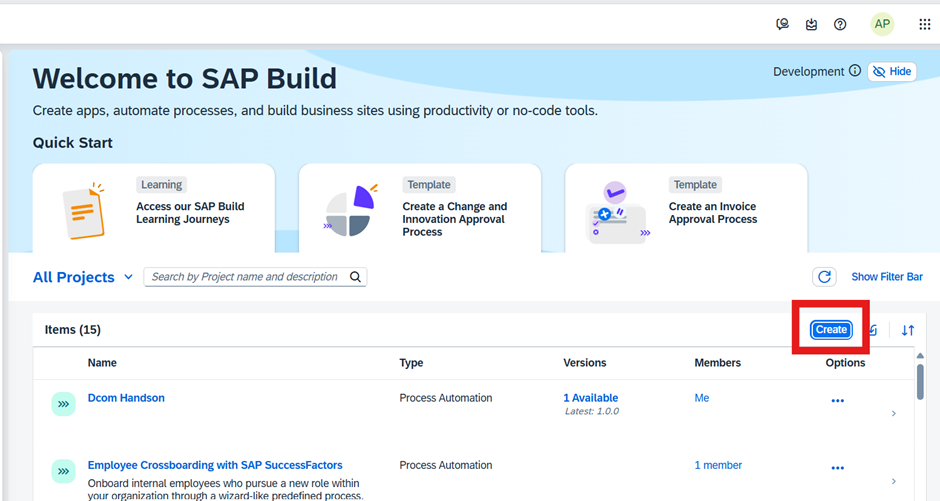 AP
Welcome to SAP Build
Development
Hide
Create apps, automate processes, and build business sites using productivity or no-code tools.
Quick Start
Learning
Access our SAP Build
Learning Journeys
Template
Create a Change and
Innovation Approval
Process
Template
Create an Invoice
Approval Process
All Projects
Search by Project name and description
Show Filter Bar
Items (15)
Create
Name Type Versions Members Options
Dcom Handson Process Automation 1 Available Me
Latest: 1.0.0
Employee Crossboarding with SAP SuccessFactors Process Automation 1 member
Onboard internal employees who pursue a new role within
your organization through a wizard-like predefined process.